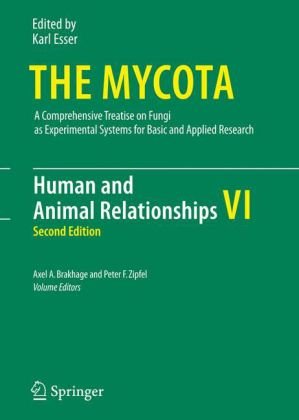 Edited by
Karl Esser
THE MYCOTA
A Comprehensive Treatise on Fungi
as Experimental Systems for Basic and Applied Research
Human and
Animal Relationships VI
Second Edition
Axel A. Brakhage and Peter F. Zipfel
Volume Editors
Springer